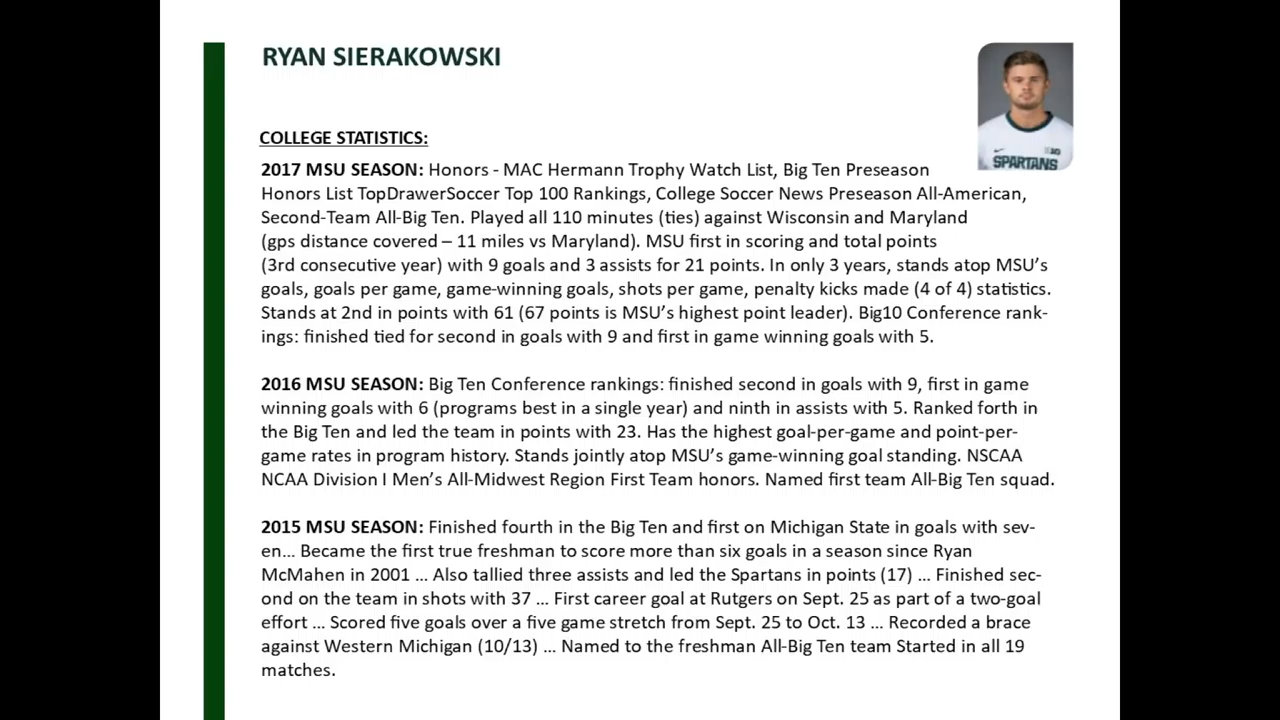 RYAN SIERAKOWSKI
SPARTANS
COLLEGE STATISTICS:
2017 MSU SEASON: Honors - MAC Hermann Trophy Watch List, Big Ten Preseason
Honors List TopDrawerSoccer Top 100 Rankings, College Soccer News Preseason All-American,
Second-Team All-Big Ten. Played all 110 minutes (ties) against Wisconsin and Maryland
(gps distance covered – 11 miles vs Maryland). MSU first in scoring and total points
(3rd consecutive year) with 9 goals and 3 assists for 21 points. In only 3 years, stands atop MSU’s
goals, goals per game, game-winning goals, shots per game, penalty kicks made (4 of 4) statistics.
Stands at 2nd in points with 61 (67 points is MSU’s highest point leader). Big10 Conference rank-
ings: finished tied for second in goals with 9 and first in game winning goals with 5.
2016 MSU SEASON: Big Ten Conference rankings: finished second in goals with 9, first in game
winning goals with 6 (programs best in a single year) and ninth in assists with 5. Ranked forth in
the Big Ten and led the team in points with 23. Has the highest goal-per-game and point-per-
game rates in program history. Stands jointly atop MSU’s game-winning goal standing. NSCAA
NCAA Division I Men’s All-Midwest Region First Team honors. Named first team All-Big Ten squad.
2015 MSU SEASON: Finished fourth in the Big Ten and first on Michigan State in goals with sev-
en... Became the first true freshman to score more than six goals in a season since Ryan
McMahen in 2001 ... Also tallied three assists and led the Spartans in points (17) ... Finished sec-
ond on the team in shots with 37 ... First career goal at Rutgers on Sept. 25 as part of a two-goal
effort ... Scored five goals over a five game stretch from Sept. 25 to Oct. 13 ... Recorded a brace
against Western Michigan (10/13) ... Named to the freshman All-Big Ten team Started in all 19
matches.